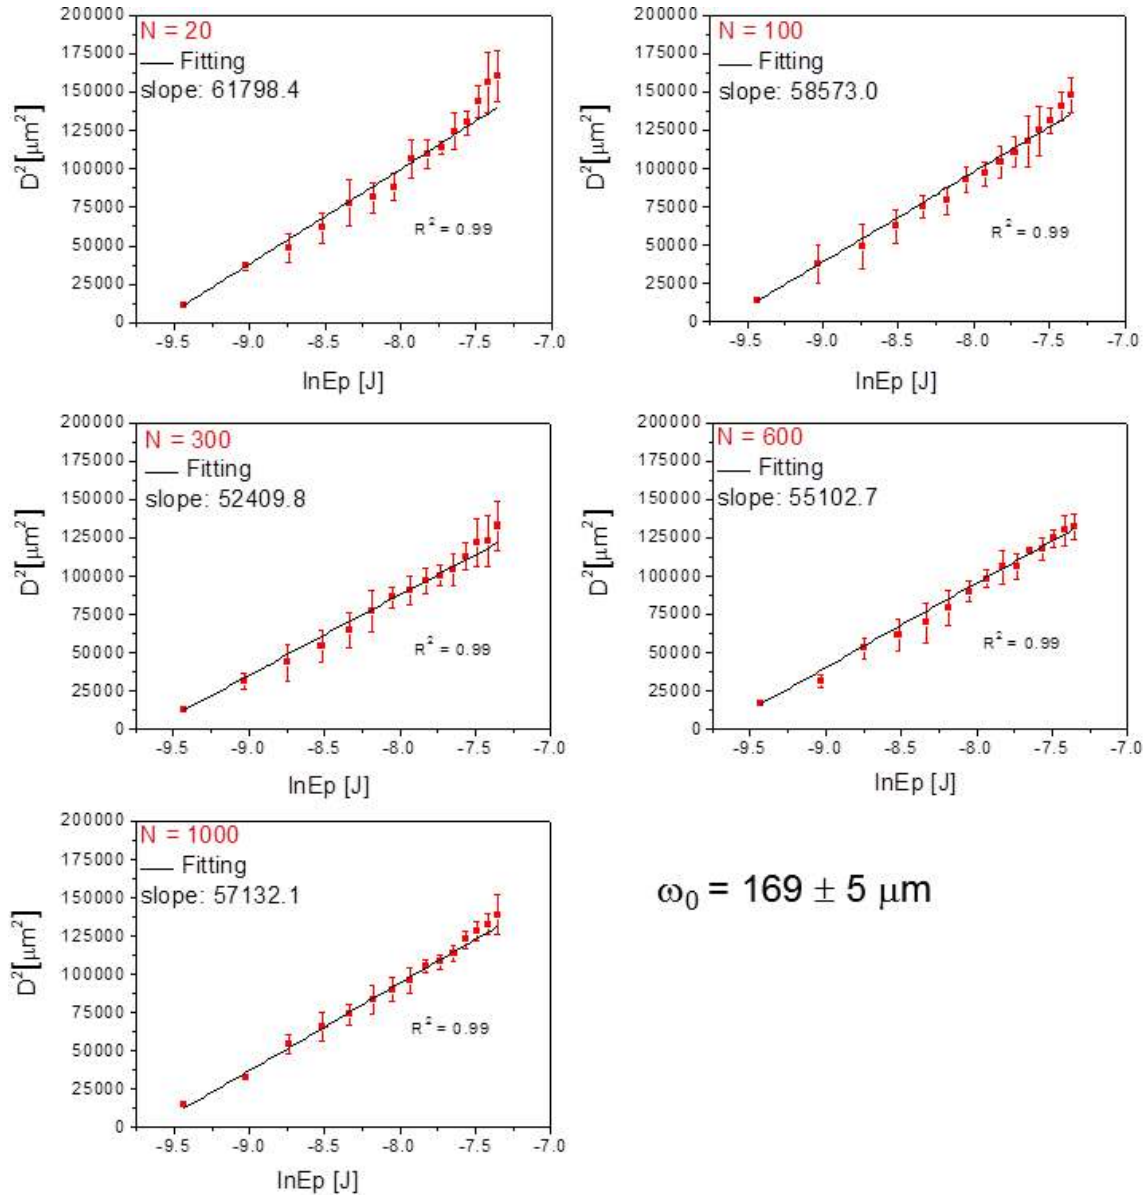 N = 20
Fitting
slope: 61798.4
R² = 0.99
D²[μm²]
200000
175000
150000
125000
100000
75000
50000
25000
0
-9.5 -9.0 -8.5 -8.0 -7.5 -7.0
lnEp [J]
N = 100
Fitting
slope: 58573.0
R² = 0.99
D²[μm²]
200000
175000
150000
125000
100000
75000
50000
25000
0
-9.5 -9.0 -8.5 -8.0 -7.5 -7.0
lnEp [J]
N = 300
Fitting
slope: 52409.8
R² = 0.99
D²[μm²]
200000
175000
150000
125000
100000
75000
50000
25000
0
-9.5 -9.0 -8.5 -8.0 -7.5 -7.0
lnEp [J]
N = 600
Fitting
slope: 55102.7
R² = 0.99
D²[μm²]
200000
175000
150000
125000
100000
75000
50000
25000
0
-9.5 -9.0 -8.5 -8.0 -7.5 -7.0
lnEp [J]
N = 1000
Fitting
slope: 57132.1
R² = 0.99
D²[μm²]
200000
175000
150000
125000
100000
75000
50000
25000
0
-9.5 -9.0 -8.5 -8.0 -7.5 -7.0
lnEp [J]
ω₀ = 169 ± 5 μm